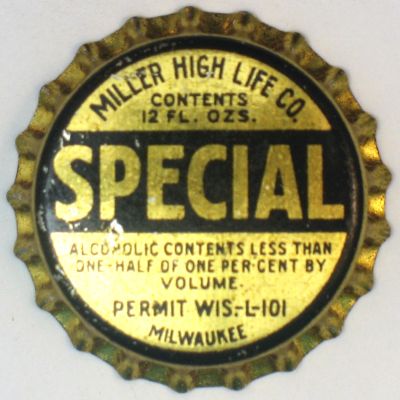 MILLER HIGH LIFE CO.
CONTENTS
12 FL. OZS.
SPECIAL
ALCOHOLIC CONTENTS LESS THAN
ONE-HALF OF ONE PER CENT BY
VOLUME.
PERMIT WIS.-L-101
MILWAUKEE